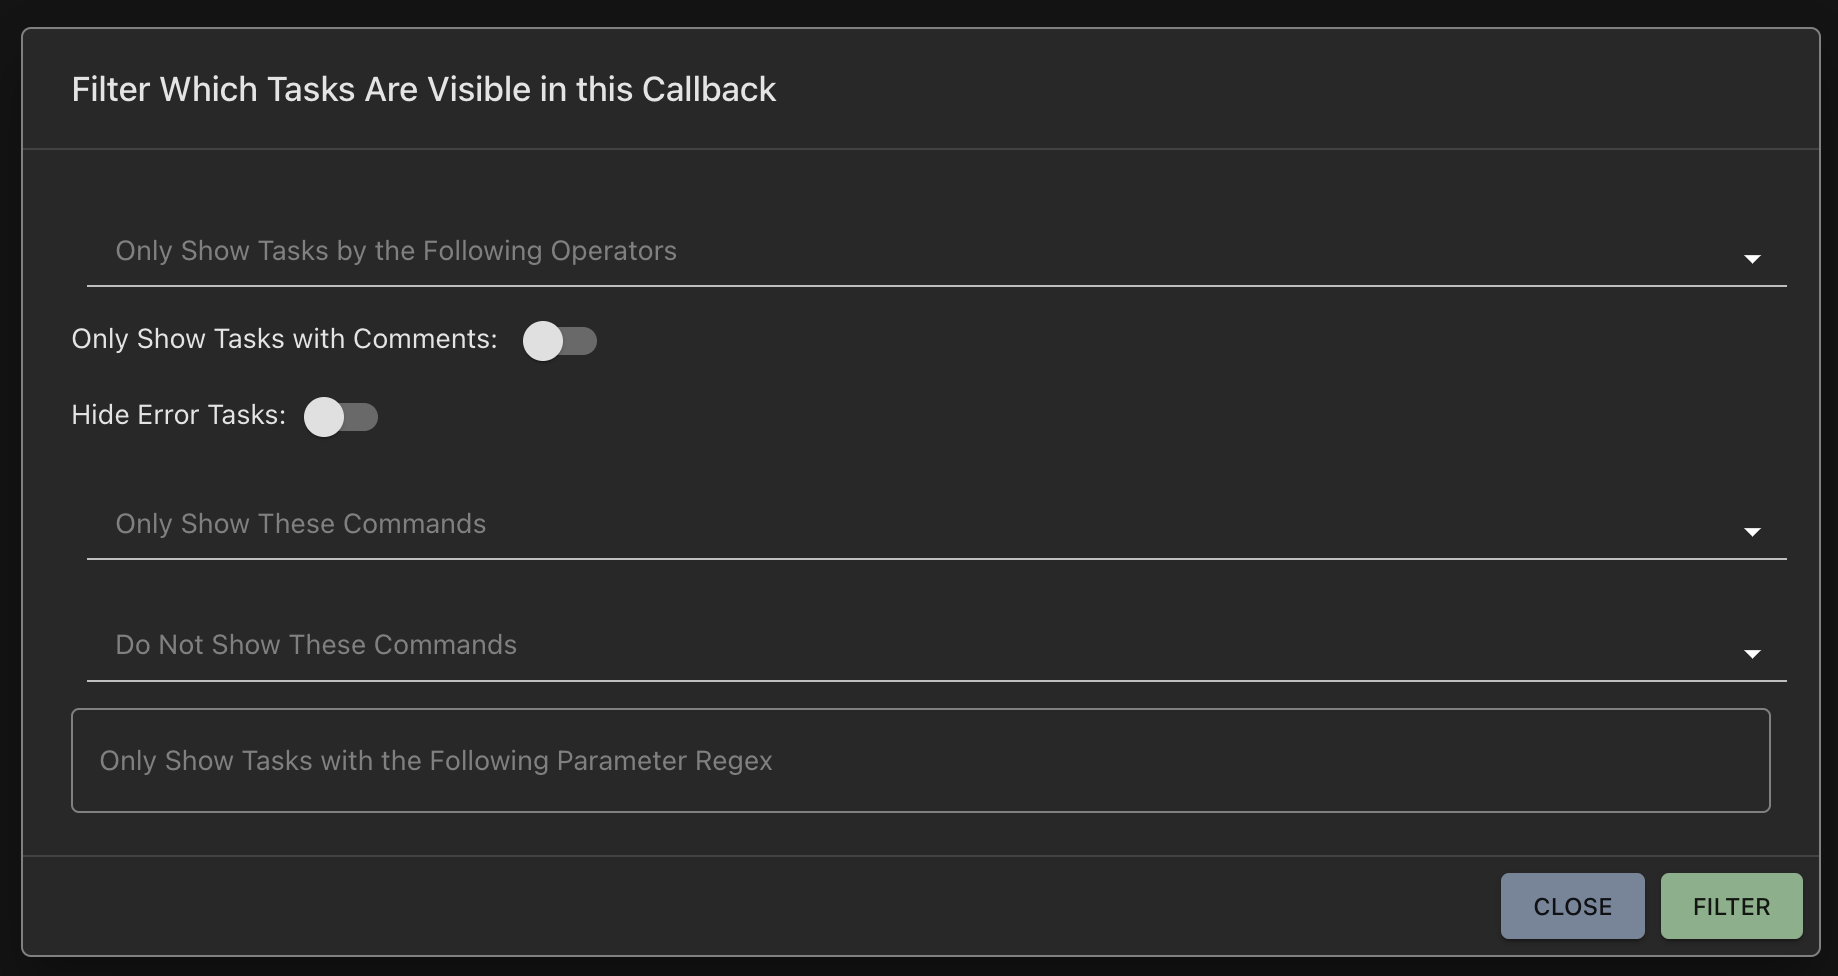 Filter Which Tasks Are Visible in this Callback
Only Show Tasks by the Following Operators
Only Show Tasks with Comments:
Hide Error Tasks:
Only Show These Commands
Do Not Show These Commands
Only Show Tasks with the Following Parameter Regex
CLOSE FILTER